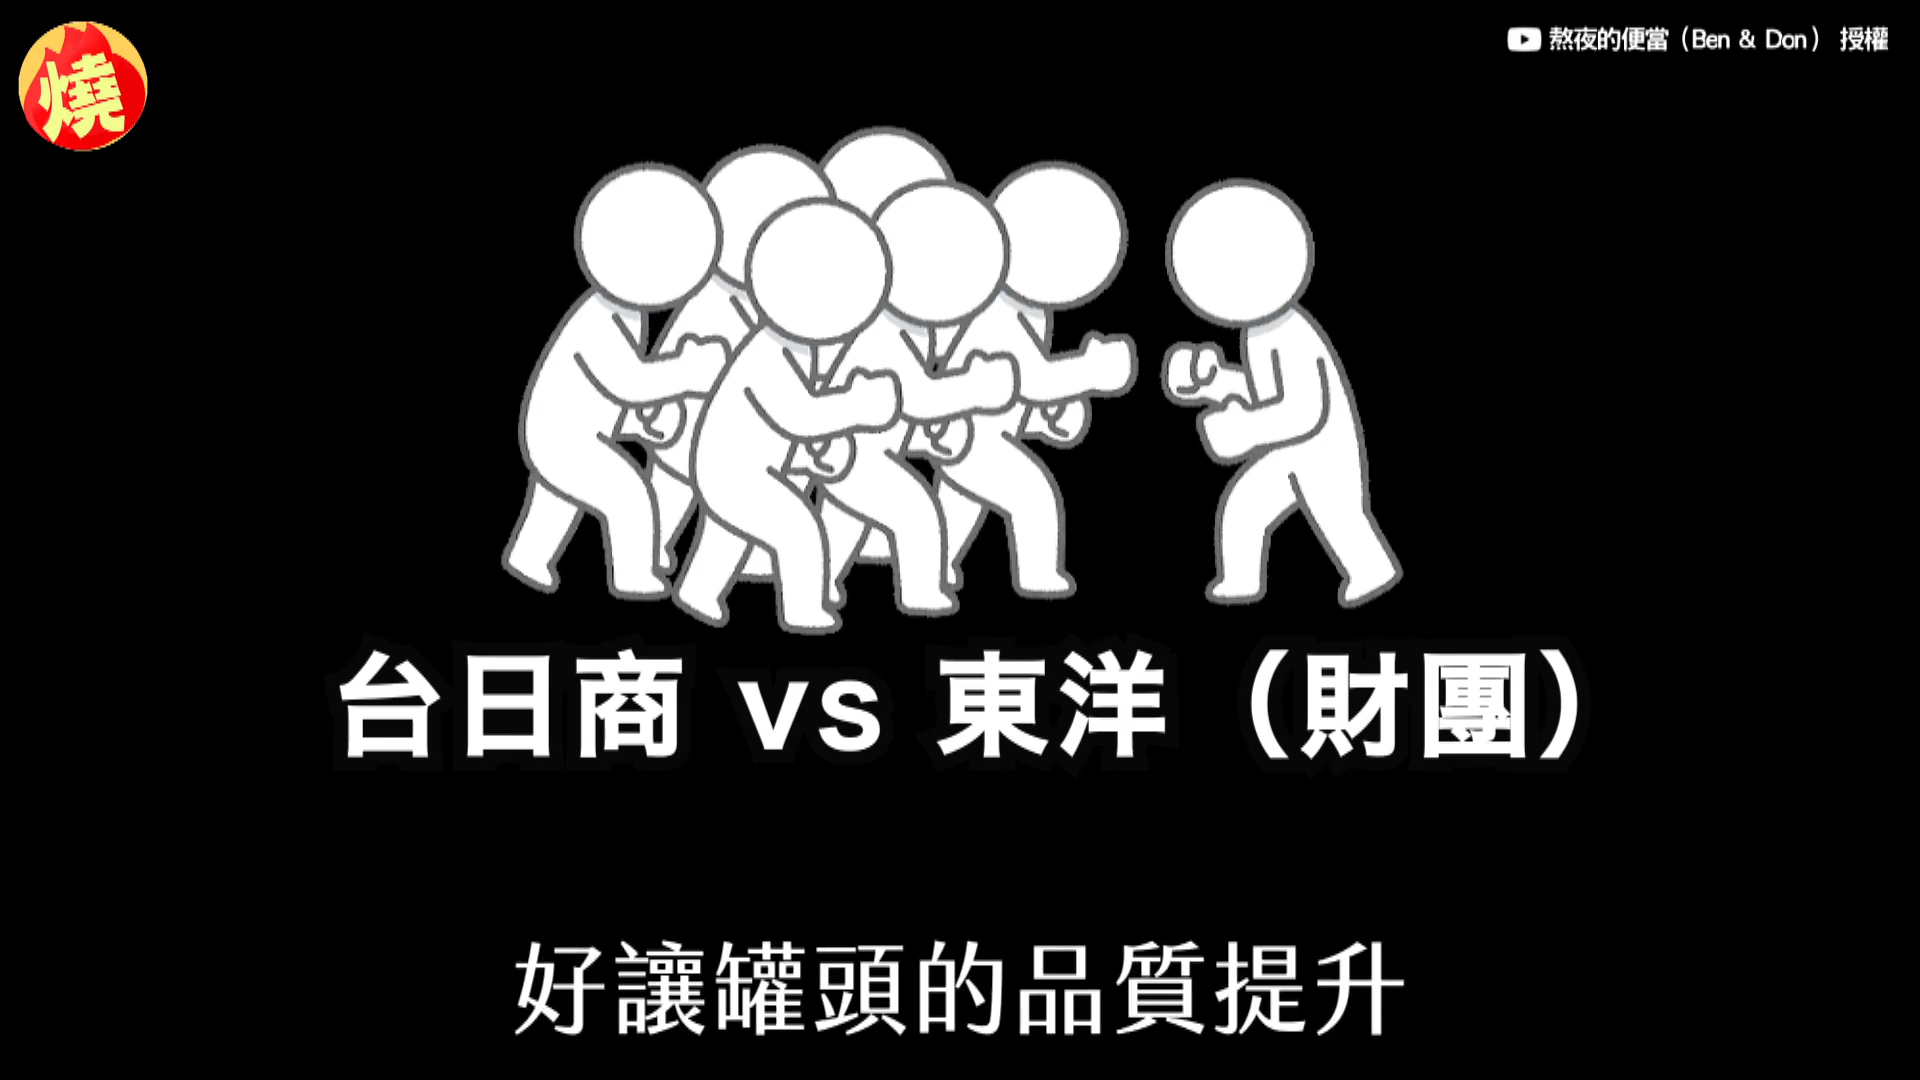 燒
熬夜的便當（Ben & Don） 授權
台日商 vs 東洋（財團）
好讓罐頭的品質提升